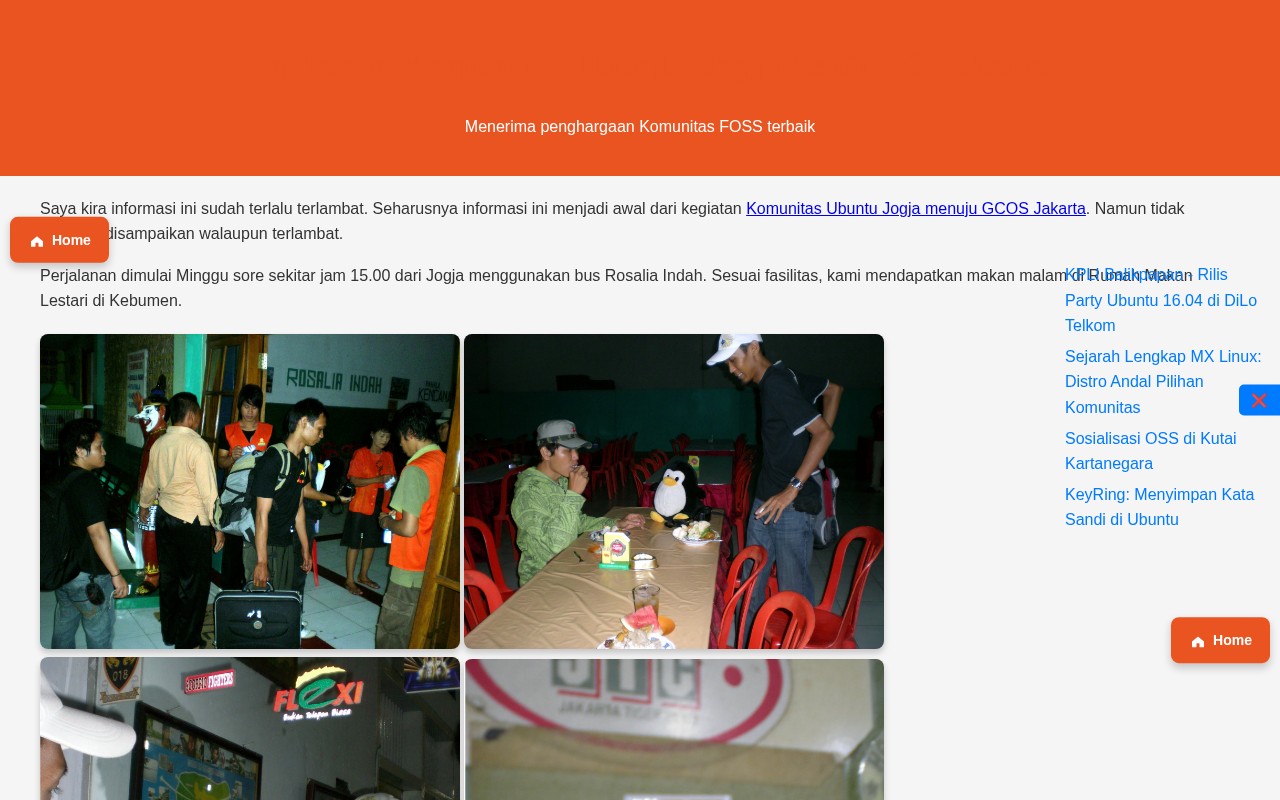 Menerima penghargaan Komunitas FOSS terbaik
Saya kira informasi ini sudah terlalu terlambat. Seharusnya informasi ini menjadi awal dari kegiatan Komunitas Ubuntu Jogja menuju GCOS Jakarta. Namun tidak
disampaikan walaupun terlambat.
Home
Perjalanan dimulai Minggu sore sekitar jam 15.00 dari Jogja menggunakan bus Rosalia Indah. Sesuai fasilitas, kami mendapatkan makan malam di Rumah Makan
Lestari di Kebumen.
KPLI Balikpapan - Rilis
Party Ubuntu 16.04 di DiLo
Telkom
Sejarah Lengkap MX Linux:
Distro Andal Pilihan
Komunitas
Sosialisasi OSS di Kutai
Kartanegara
KeyRing: Menyimpan Kata
Sandi di Ubuntu
ROSALIA INDAH
Home
018
FLEXI
Bukan Telepon Biasa
JAKARTA